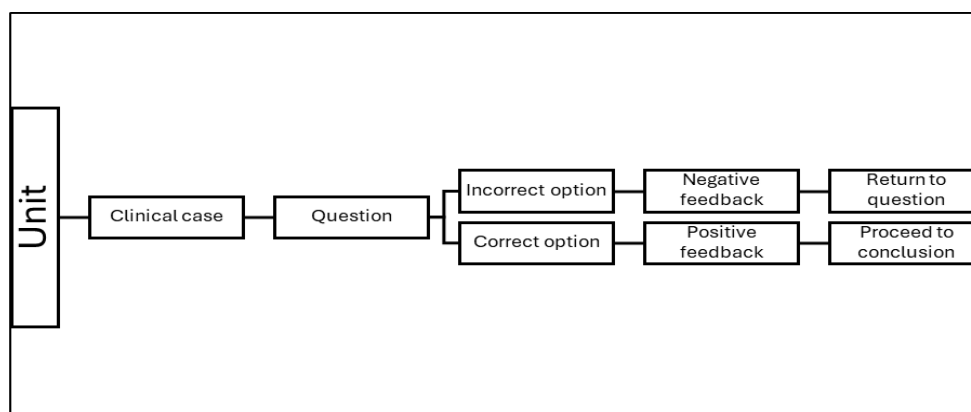 Unit
Clinical case
Question
Incorrect option
Negative
feedback
Return to
question
Correct option
Positive
feedback
Proceed to
conclusion